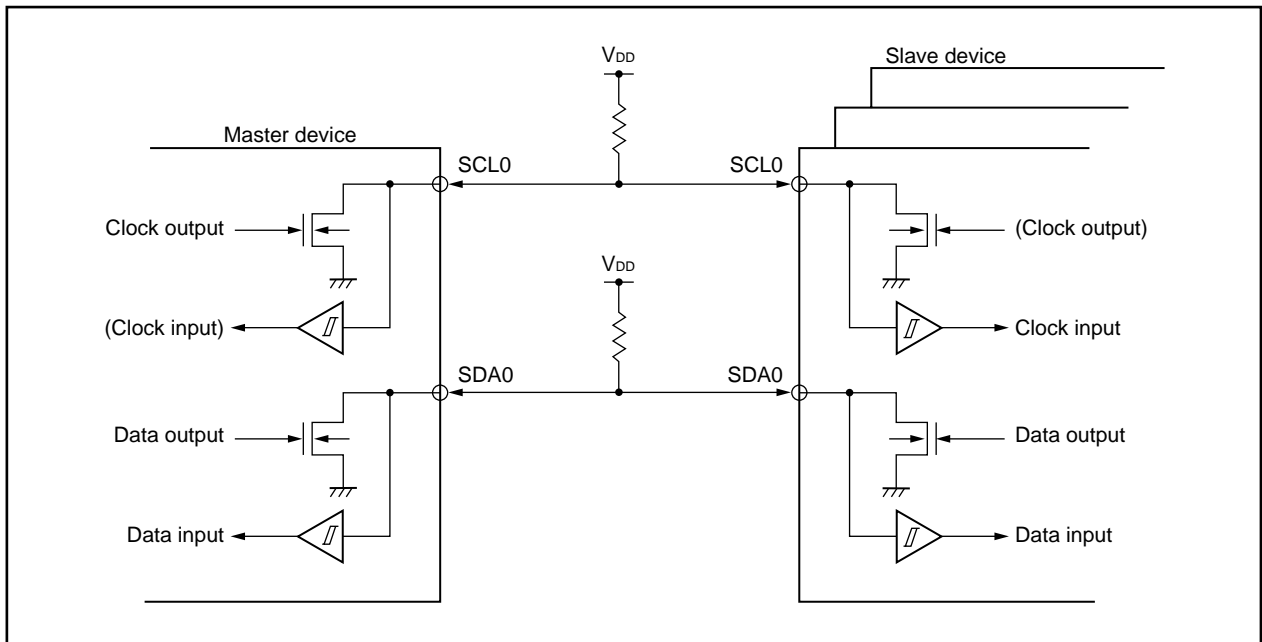 VDD
Slave device
Master device
SCL0
SCL0
Clock output
(Clock output)
VDD
(Clock input)
Clock input
SDA0
SDA0
Data output
Data output
Data input
Data input